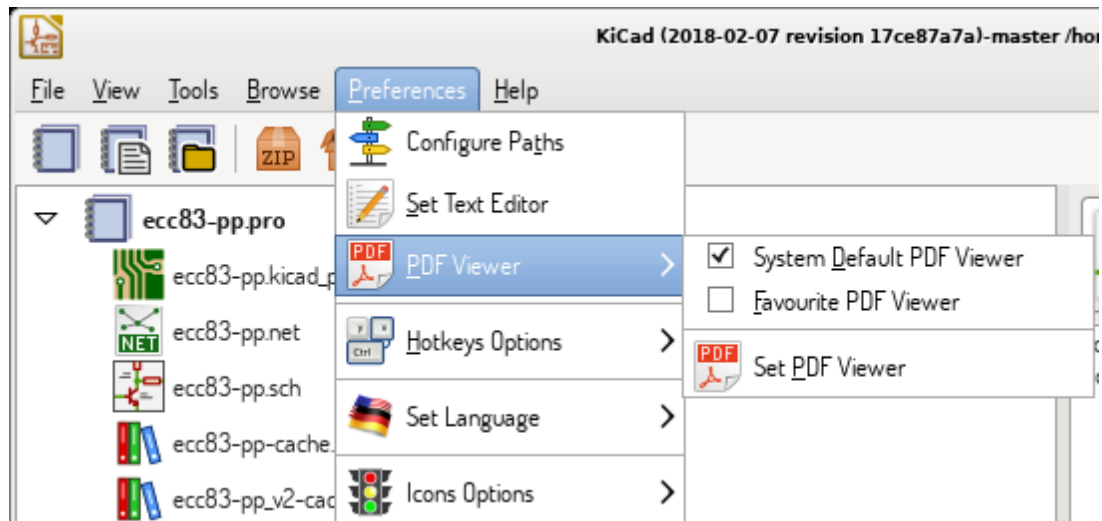 KiCad (2018-02-07 revision 17ce87a7a)-master /hor
File View Tools Browse Preferences Help
ZIP
Configure Paths
Set Text Editor
PDF
PDF Viewer
System Default PDF Viewer
Favourite PDF Viewer
PDF
Set PDF Viewer
Ctrl
Hotkeys Options
Set Language
Icons Options
ecc83-pp.pro
ecc83-pp.kicad_p
NET
ecc83-pp.net
ecc83-pp.sch
ecc83-pp-cache.
ecc83-pp_v2-cac